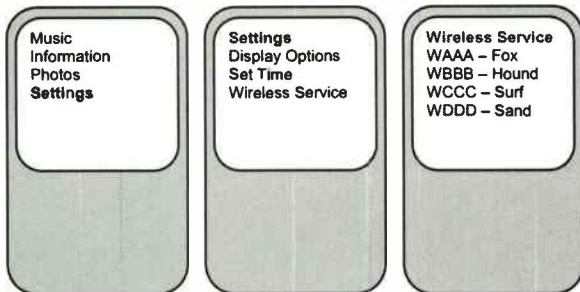 Music
Information
Photos
Settings
Settings
Display Options
Set Time
Wireless Service
Wireless Service
WAAA – Fox
WBBB – Hound
WCCC – Surf
WDDD – Sand